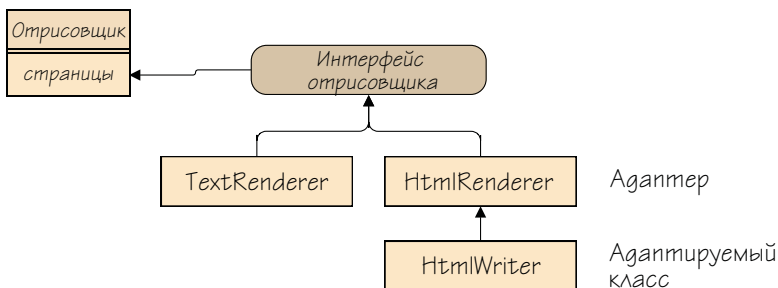 Отрисовщик
страницы
Интерфейс
отрисовщика
TextRenderer
HtmlRenderer
Адаптер
HtmlWriter
Адаптируемый
класс